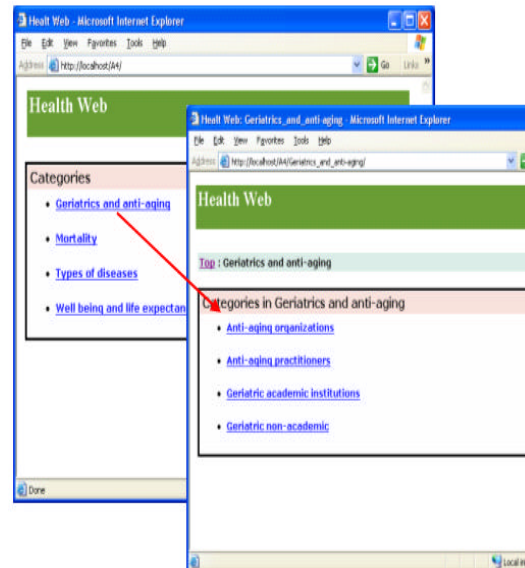 Healt Web - Microsoft Internet Explorer
File Edit View Favorites Tools Help
Address http://localhost/A4/ Go Links »
Health Web
Categories
Geriatrics and anti-aging
Mortality
Types of diseases
Well being and life expectan
Done
Healt Web: Geriatrics_and_anti-aging - Microsoft Internet Explorer
File Edit View Favorites Tools Help
Address http://localhost/A4/Geriatrics_and_anti-aging/
Health Web
Top : Geriatrics and anti-aging
Categories in Geriatrics and anti-aging
Anti-aging organizations
Anti-aging practitioners
Geriatric academic institutions
Geriatric non-academic
Local in